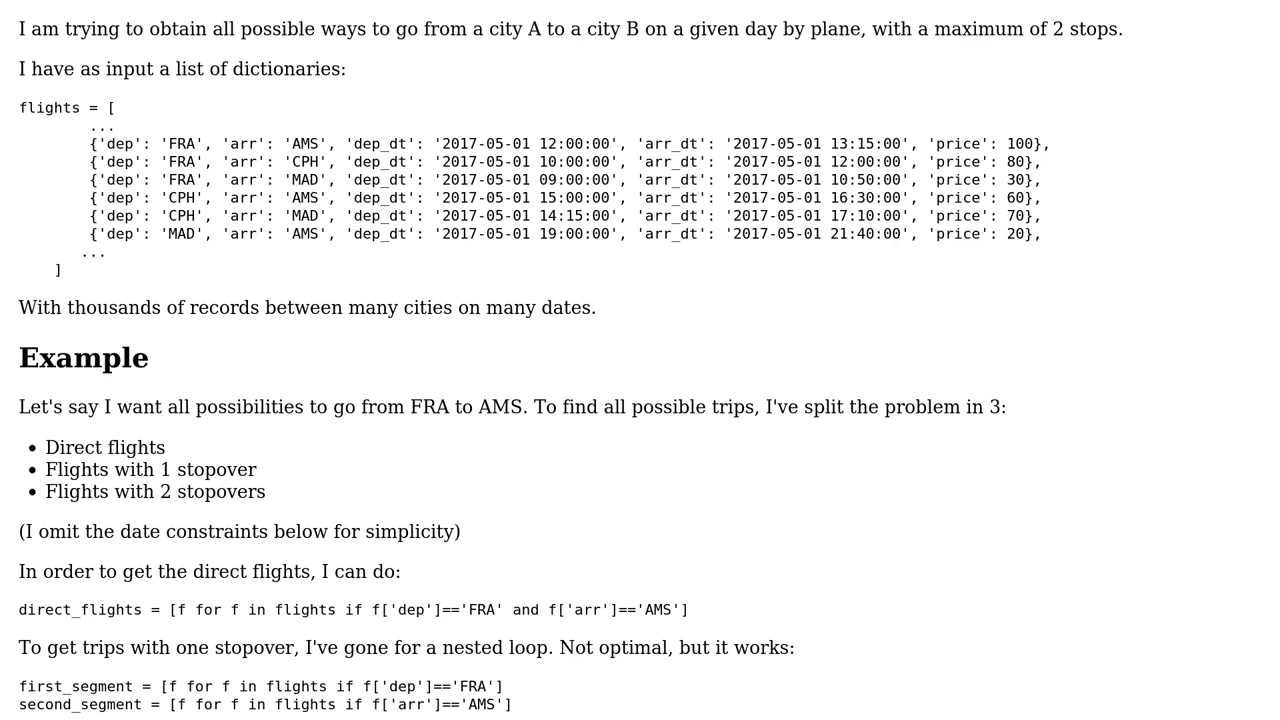 I am trying to obtain all possible ways to go from a city A to a city B on a given day by plane, with a maximum of 2 stops.
I have as input a list of dictionaries:
flights = [
        ...
        {'dep': 'FRA', 'arr': 'AMS', 'dep_dt': '2017-05-01 12:00:00', 'arr_dt': '2017-05-01 13:15:00', 'price': 100},
        {'dep': 'FRA', 'arr': 'CPH', 'dep_dt': '2017-05-01 10:00:00', 'arr_dt': '2017-05-01 12:00:00', 'price': 80},
        {'dep': 'FRA', 'arr': 'MAD', 'dep_dt': '2017-05-01 09:00:00', 'arr_dt': '2017-05-01 10:50:00', 'price': 30},
        {'dep': 'CPH', 'arr': 'AMS', 'dep_dt': '2017-05-01 15:00:00', 'arr_dt': '2017-05-01 16:30:00', 'price': 60},
        {'dep': 'CPH', 'arr': 'MAD', 'dep_dt': '2017-05-01 14:15:00', 'arr_dt': '2017-05-01 17:10:00', 'price': 70},
        {'dep': 'MAD', 'arr': 'AMS', 'dep_dt': '2017-05-01 19:00:00', 'arr_dt': '2017-05-01 21:40:00', 'price': 20},
       ...
    ]
With thousands of records between many cities on many dates.
Example
Let's say I want all possibilities to go from FRA to AMS. To find all possible trips, I've split the problem in 3:
• Direct flights
• Flights with 1 stopover
• Flights with 2 stopovers
(I omit the date constraints below for simplicity)
In order to get the direct flights, I can do:
direct_flights = [f for f in flights if f['dep']=='FRA' and f['arr']=='AMS']
To get trips with one stopover, I've gone for a nested loop. Not optimal, but it works:
first_segment = [f for f in flights if f['dep']=='FRA']
second_segment = [f for f in flights if f['arr']=='AMS']